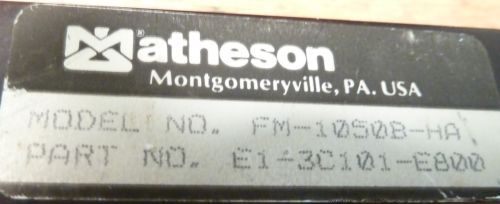 Matheson
Montgomeryville, PA. USA
MODEL NO. FM-1050B-HA
PART NO. E1-3C101-E800